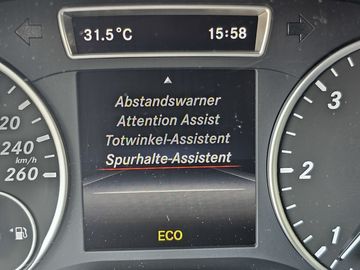 31.5°C 15:58
Abstandswarner
Attention Assist
Totwinkel-Assistent
Spurhalte-Assistent
ECO
20
240
km/h
260
3
2
1